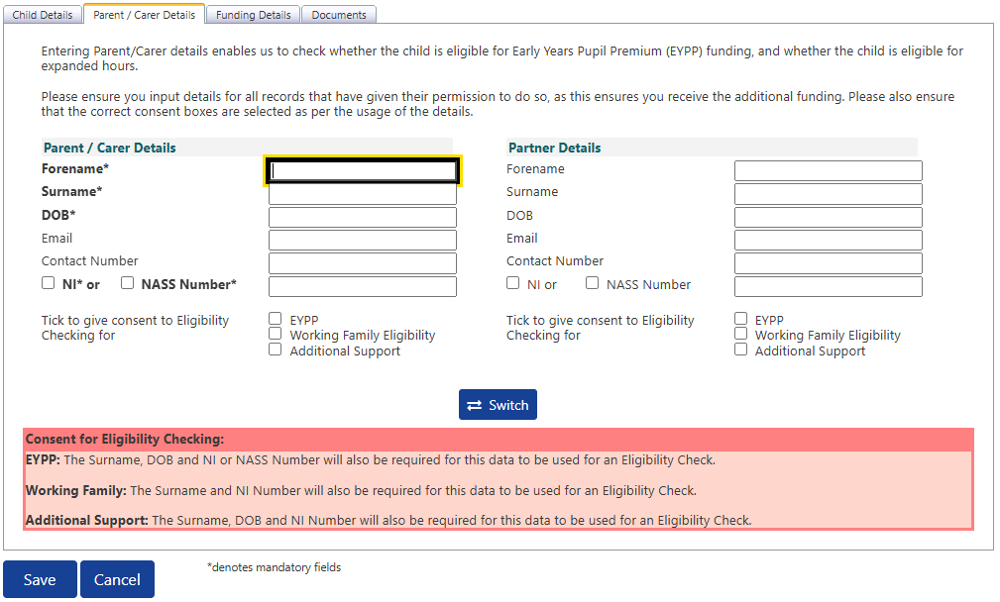 Child Details
Parent / Carer Details
Funding Details
Documents
Entering Parent/Carer details enables us to check whether the child is eligible for Early Years Pupil Premium (EYPP) funding, and whether the child is eligible for
expanded hours.
Please ensure you input details for all records that have given their permission to do so, as this ensures you receive the additional funding. Please also ensure
that the correct consent boxes are selected as per the usage of the details.
Parent / Carer Details
Forename*
Surname*
DOB*
Email
Contact Number
NI* or NASS Number*
Tick to give consent to Eligibility
Checking for
EYPP
Working Family Eligibility
Additional Support
Partner Details
Forename
Surname
DOB
Email
Contact Number
NI or NASS Number
Tick to give consent to Eligibility
Checking for
EYPP
Working Family Eligibility
Additional Support
Switch
Consent for Eligibility Checking:
EYPP: The Surname, DOB and NI or NASS Number will also be required for this data to be used for an Eligibility Check.
Working Family: The Surname and NI Number will also be required for this data to be used for an Eligibility Check.
Additional Support: The Surname, DOB and NI Number will also be required for this data to be used for an Eligibility Check.
Save
Cancel
*denotes mandatory fields